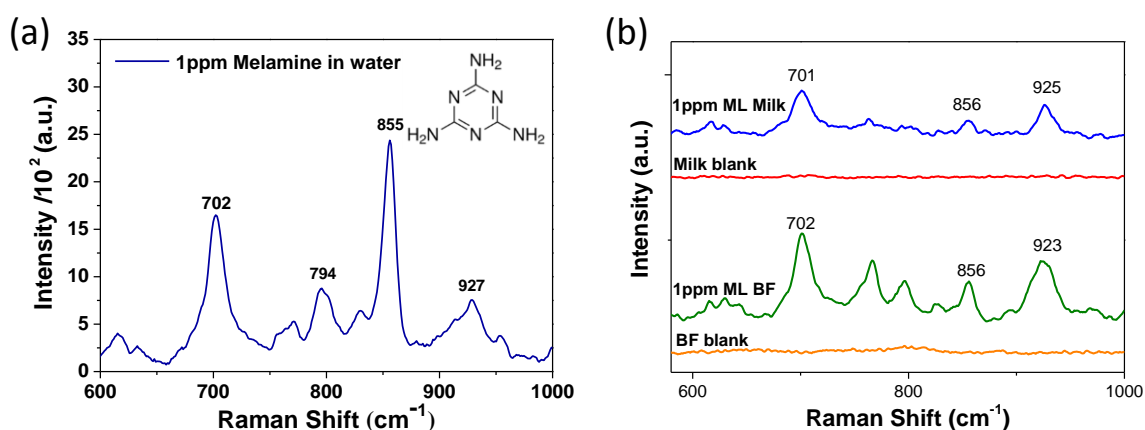 (a)
35
30
25
20
15
10
5
0
Intensity /10² (a.u.)
1ppm Melamine in water
NH₂
N
N
N
H₂N
NH₂
702
794
855
927
600
700
800
900
1000
Raman Shift (cm⁻¹)
(b)
Intensity (a.u.)
1ppm ML Milk
701
856
925
Milk blank
1ppm ML BF
702
856
923
BF blank
600
800
1000
Raman Shift (cm⁻¹)